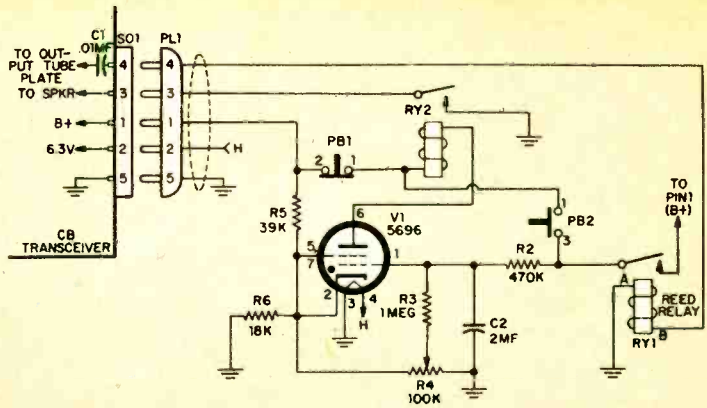 C1
.01MF
SO1
PL1
TO OUT-
PUT TUBE
PLATE
4
4
TO SPKR
3
3
B+
1
1
6.3V
2
2
H
5
5
CB
TRANSCEIVER
RY2
PB1
2
1
R5
39K
6
V1
5696
5
7
1
2
3
4
H
R6
18K
R3
1MEG
R4
100K
C2
2MF
R2
470K
1
PB2
3
TO
PIN 1
(B+)
A
REED
RELAY
B
RY1